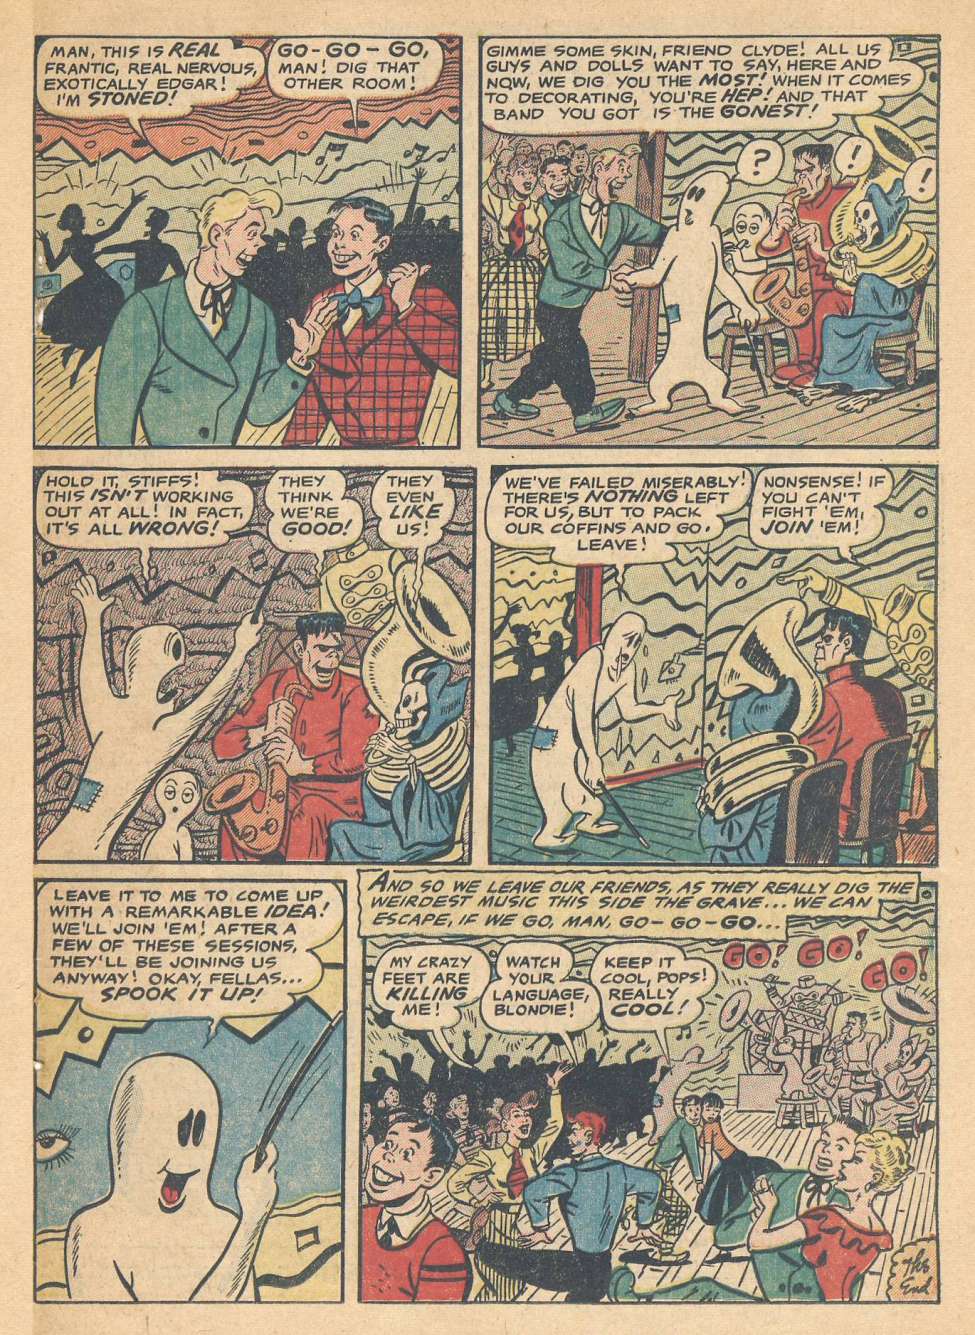 MAN, THIS IS REAL
FRANTIC, REAL NERVOUS,
EXOTICALLY EDGAR!
I'M STONED!
GO-GO-GO,
MAN! DIG THAT
OTHER ROOM!
GIMME SOME SKIN, FRIEND CLYDE! ALL US
GUYS AND DOLLS WANT TO SAY, HERE AND
NOW, WE DIG YOU THE MOST! WHEN IT COMES
TO DECORATING, YOU'RE HEP! AND THAT
BAND YOU GOT IS THE GONEST!
?
!
!
HOLD IT, STIFFS!
THIS ISN'T WORKING
OUT AT ALL! IN FACT,
IT'S ALL WRONG!
THEY
THINK
WE'RE
GOOD!
THEY
EVEN
LIKE
US!
WE'VE FAILED MISERABLY!
THERE'S NOTHING LEFT
FOR US, BUT TO PACK
OUR COFFINS AND GO.
LEAVE!
NONSENSE! IF
YOU CAN'T
FIGHT 'EM,
JOIN 'EM!
LEAVE IT TO ME TO COME UP
WITH A REMARKABLE IDEA!
WE'LL JOIN 'EM! AFTER A
FEW OF THESE SESSIONS,
THEY'LL BE JOINING US
ANYWAY! OKAY, FELLAS...
SPOOK IT UP!
AND SO WE LEAVE OUR FRIENDS, AS THEY REALLY DIG THE
WEIRDEST MUSIC THIS SIDE THE GRAVE... WE CAN
ESCAPE, IF WE GO, MAN, GO-GO-GO...
MY CRAZY
FEET ARE
KILLING
ME!
WATCH
YOUR
LANGUAGE,
BLONDIE!
KEEP IT
COOL, POPS!
REALLY
COOL!
GO! GO!
GO!
The
End